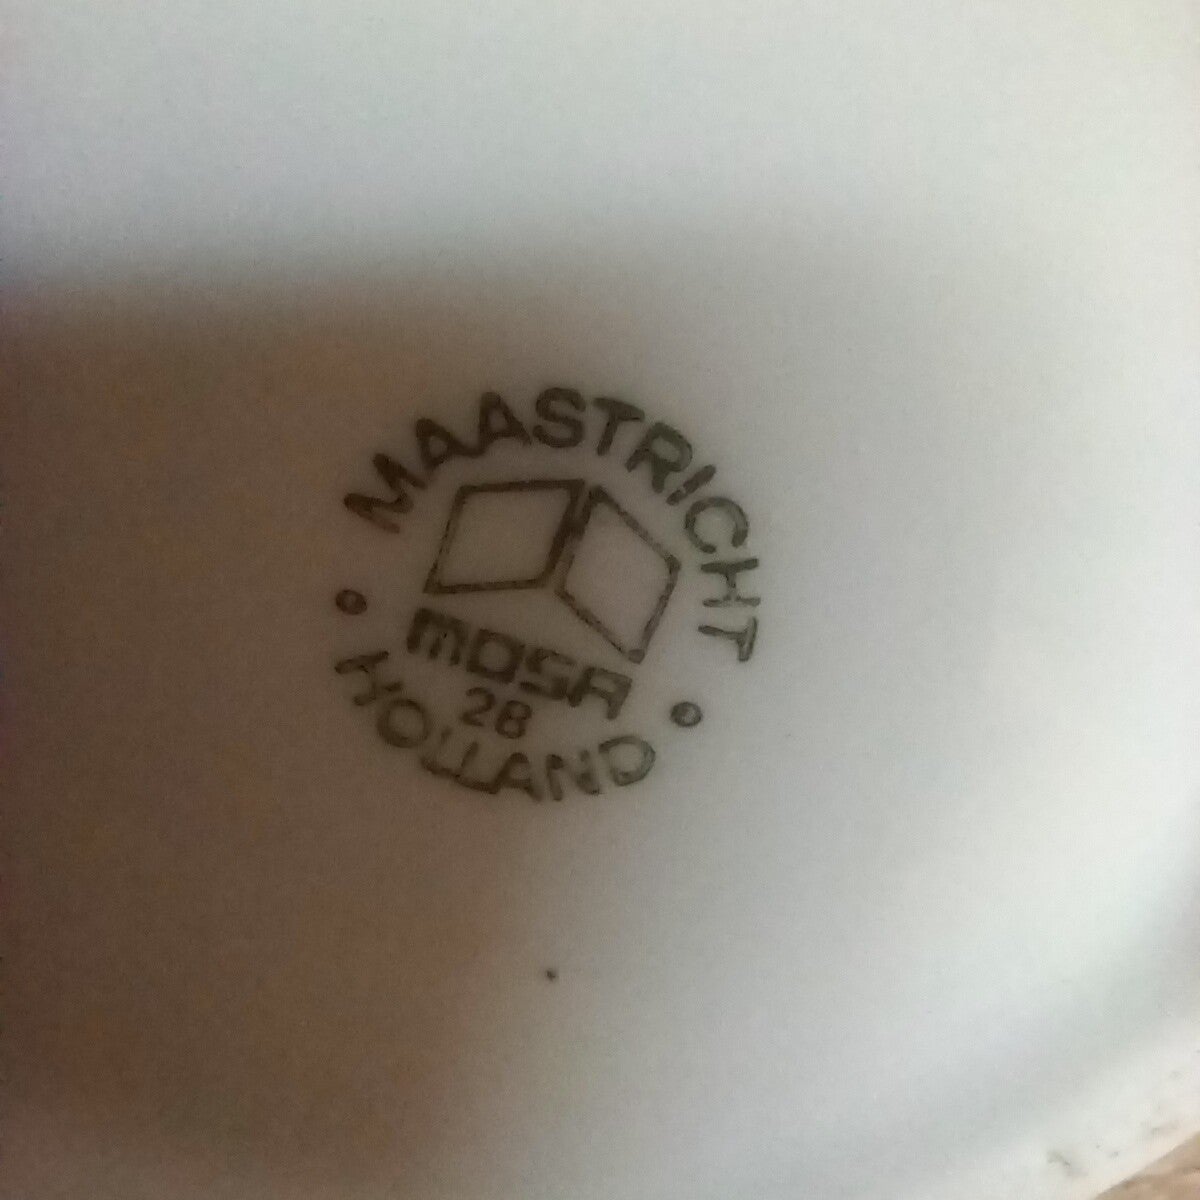 MAASTRICHT
mosa
28
HOLLAND